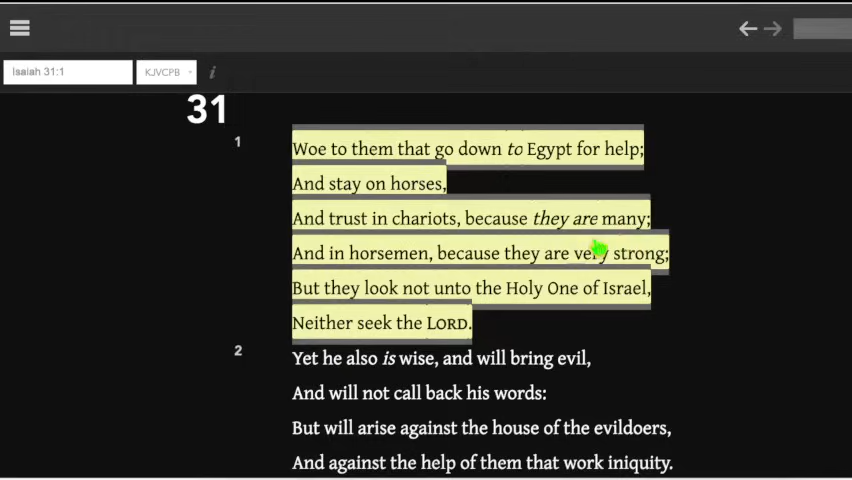 Isaiah 31:1
KJVCPB
i
31
1
Woe to them that go down to Egypt for help;
And stay on horses,
And trust in chariots, because they are many;
And in horsemen, because they are very strong;
But they look not unto the Holy One of Israel,
Neither seek the LORD.
2
Yet he also is wise, and will bring evil,
And will not call back his words:
But will arise against the house of the evildoers,
And against the help of them that work iniquity.